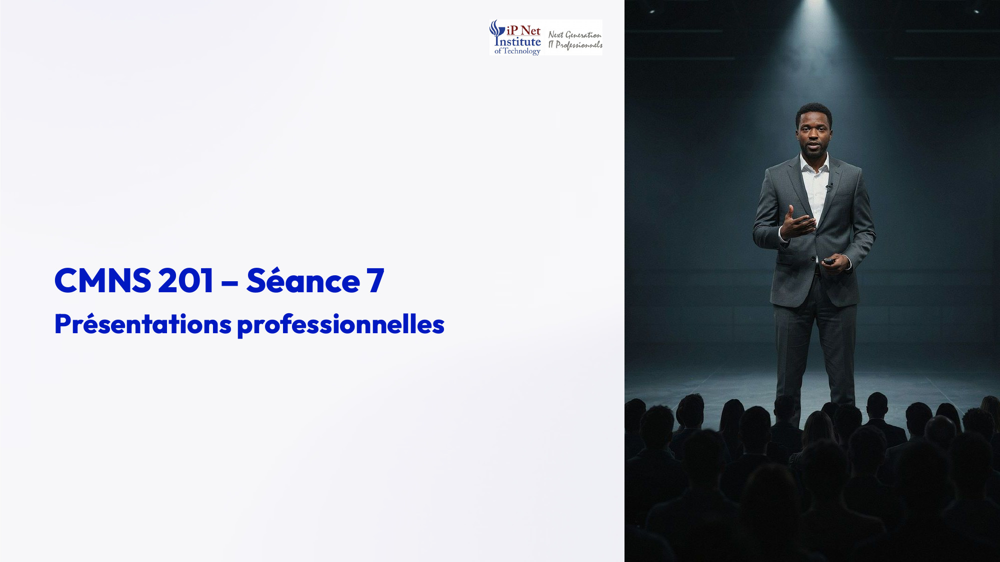 iP Net
Institute
of Technology
Next Generation
IT Professionnels
CMNS 201 – Séance 7
Présentations professionnelles